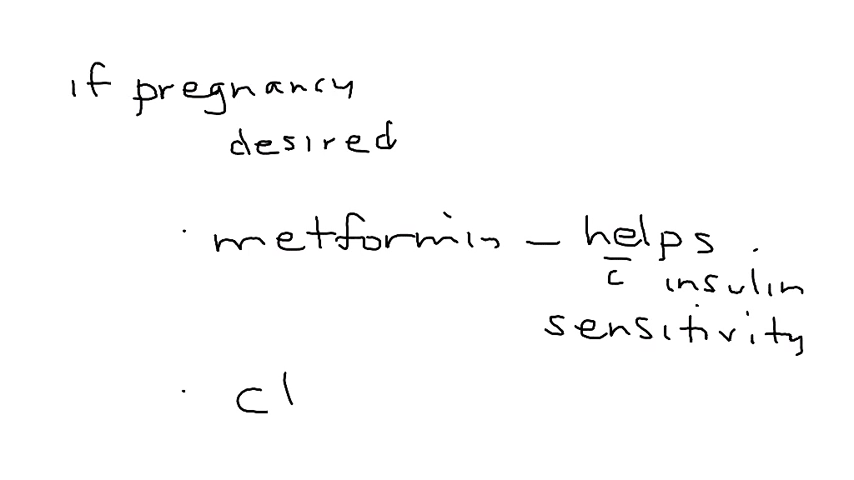 if pregnancy
desired
· metformin – helps
c̄ insulin
sensitivity
· cl